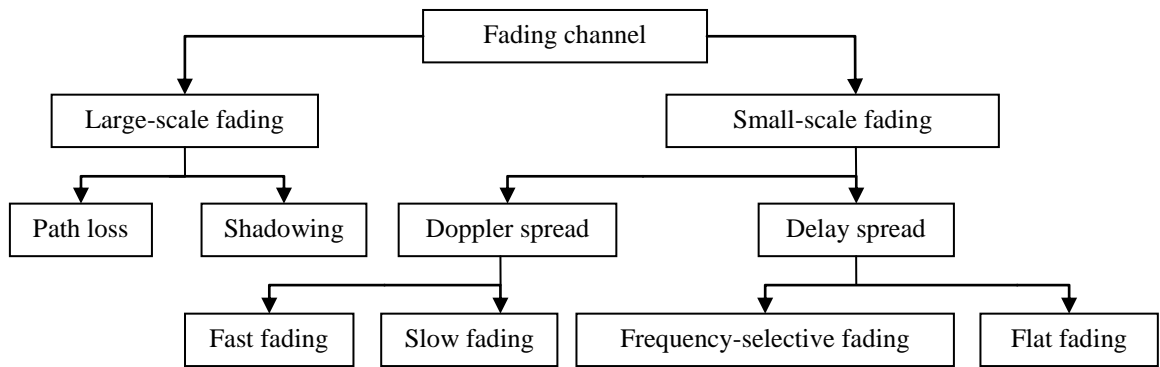 Fading channel
Large-scale fading
Small-scale fading
Path loss
Shadowing
Doppler spread
Delay spread
Fast fading
Slow fading
Frequency-selective fading
Flat fading